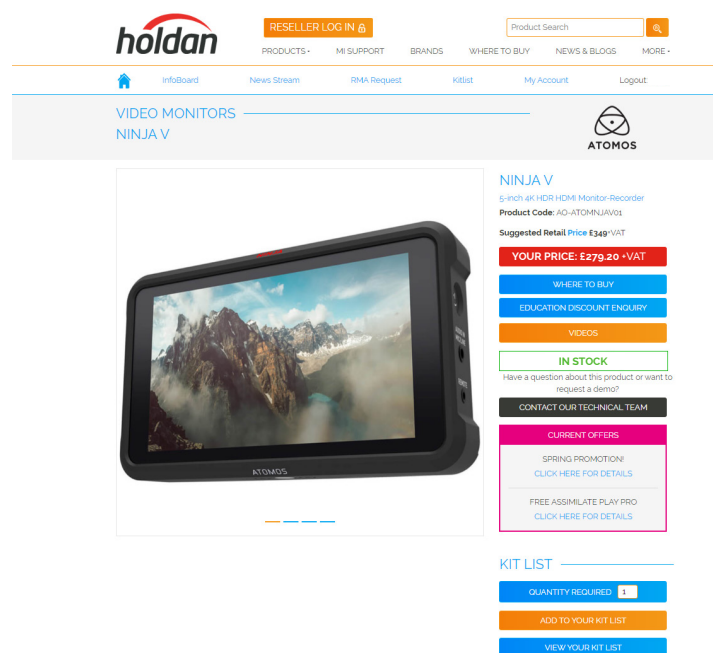 holdan
RESELLER LOG IN
Product Search
PRODUCTS MI SUPPORT BRANDS WHERE TO BUY NEWS & BLOGS MORE
InfoBoard News Stream RMA Request Kitlist My Account Logout
VIDEO MONITORS
NINJA V
ATOMOS
NINJA V
5-inch 4K HDR HDMI Monitor-Recorder
Product Code: AO-ATOMNJAV01
Suggested Retail Price £349+VAT
YOUR PRICE: £279.20 +VAT
WHERE TO BUY
EDUCATION DISCOUNT ENQUIRY
VIDEOS
IN STOCK
Have a question about this product or want to
request a demo?
CONTACT OUR TECHNICAL TEAM
CURRENT OFFERS
SPRING PROMOTION!
CLICK HERE FOR DETAILS
FREE ASSIMILATE PLAY PRO
CLICK HERE FOR DETAILS
ATOMOS
REMOTE
KIT LIST
QUANTITY REQUIRED 1
ADD TO YOUR KIT LIST
VIEW YOUR KIT LIST